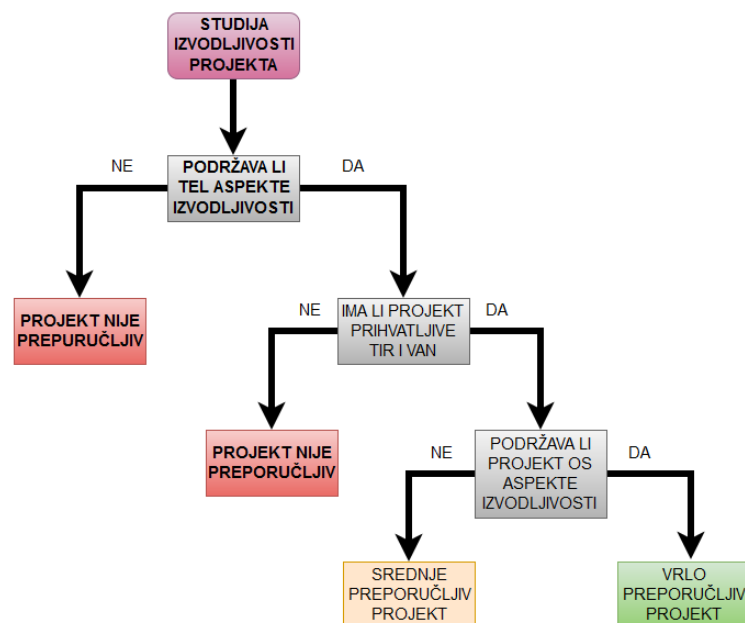 STUDIJA
IZVODLJIVOSTI
PROJEKTA
NE
PODRŽAVA LI
TEL ASPEKTE
IZVODLJIVOSTI
DA
PROJEKT NIJE
PREPURUČLJIV
NE
IMA LI PROJEKT
PRIHVATLJIVE
TIR I VAN
DA
PROJEKT NIJE
PREPORUČLJIV
NE
PODRŽAVA LI
PROJEKT OS
ASPEKTE
IZVODLJIVOSTI
DA
SREDNJE
PREPORUČLJIV
PROJEKT
VRLO
PREPORUČLJIV
PROJEKT